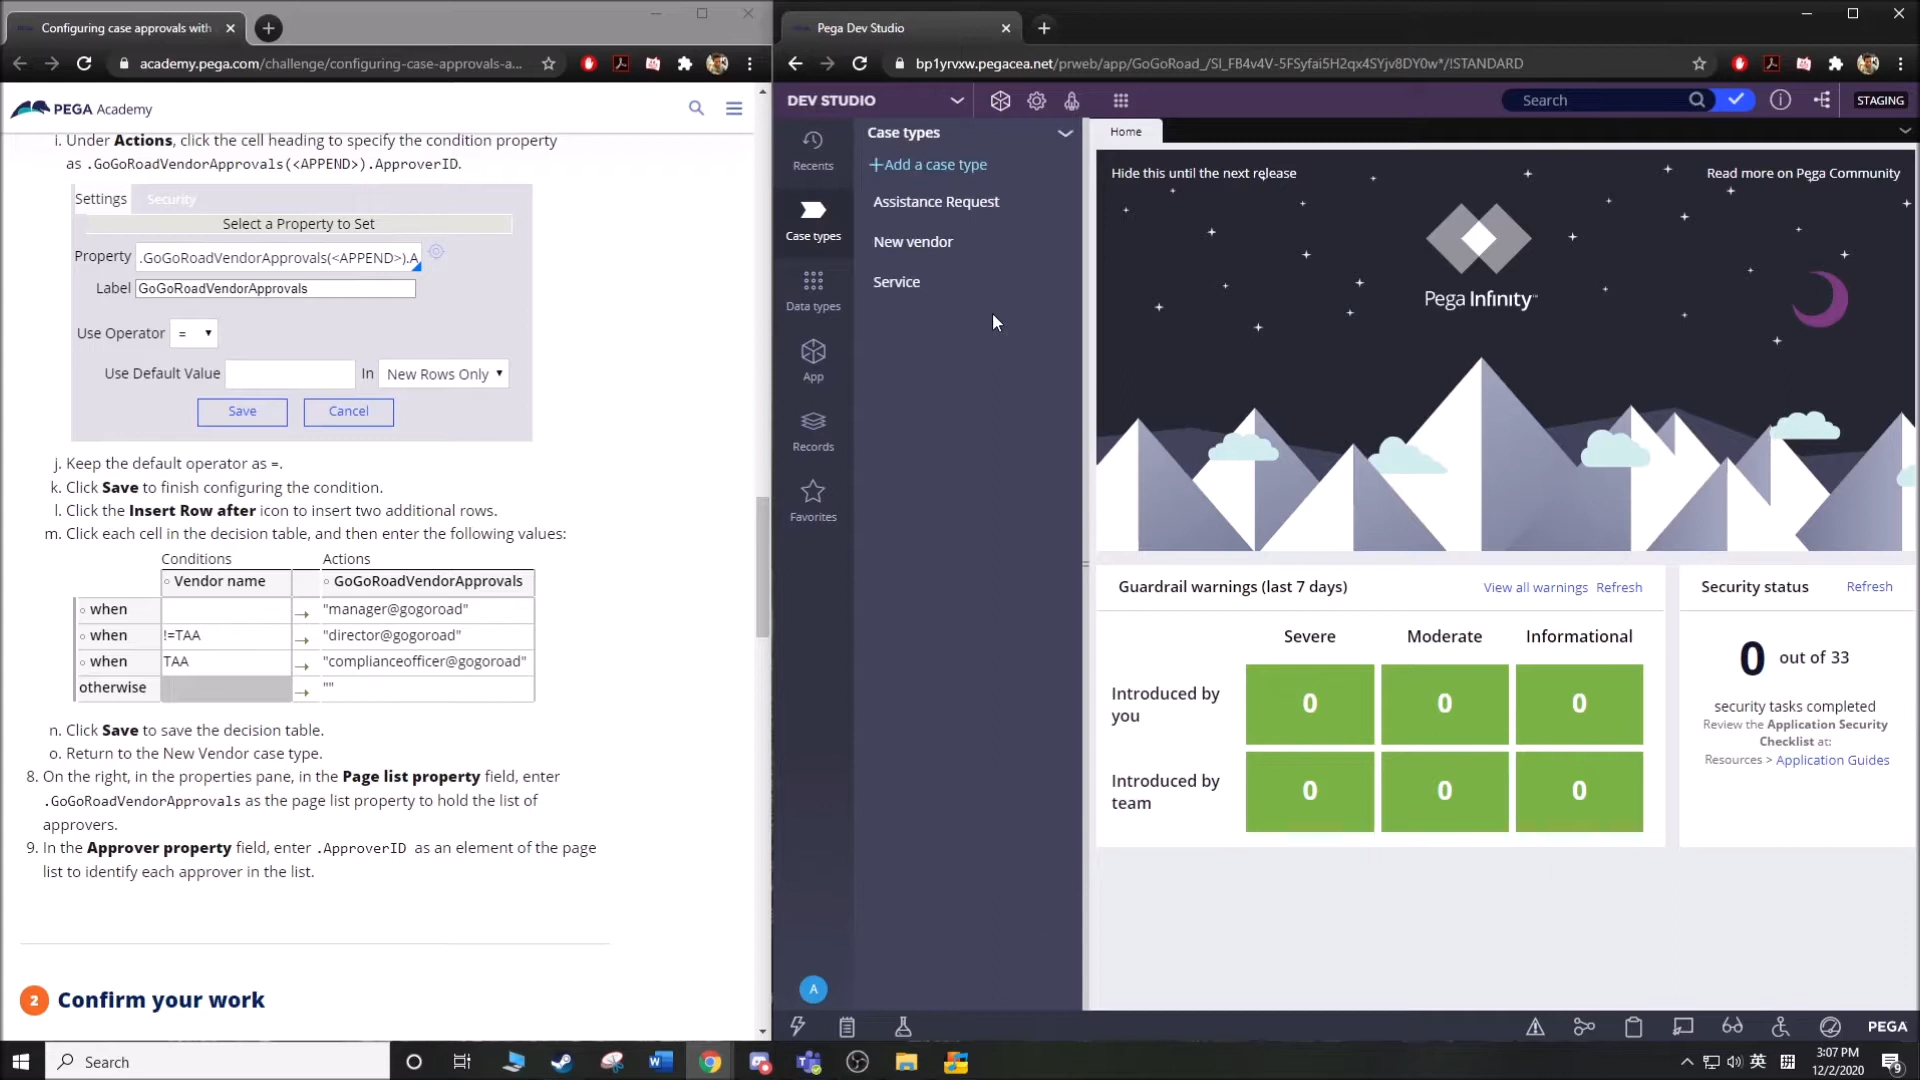 Configuring case approvals with
academy.pega.com/challenge/configuring-case-approvals-a...
PEGA Academy
i. Under Actions, click the cell heading to specify the condition property
as .GoGoRoadVendorApprovals(<APPEND>).ApproverID.
Settings Security
Select a Property to Set
Property .GoGoRoadVendorApprovals(<APPEND>).A
Label GoGoRoadVendorApprovals
Use Operator =
Use Default Value In New Rows Only
Save Cancel
j. Keep the default operator as =.
k. Click Save to finish configuring the condition.
l. Click the Insert Row after icon to insert two additional rows.
m. Click each cell in the decision table, and then enter the following values:
Conditions Actions
Vendor name GoGoRoadVendorApprovals
when "manager@gogoroad"
when !=TAA "director@gogoroad"
when TAA "complianceofficer@gogoroad"
otherwise ""
n. Click Save to save the decision table.
o. Return to the New Vendor case type.
8. On the right, in the properties pane, in the Page list property field, enter
.GoGoRoadVendorApprovals as the page list property to hold the list of
approvers.
9. In the Approver property field, enter .ApproverID as an element of the page
list to identify each approver in the list.
2 Confirm your work
Pega Dev Studio
bp1yrvxw.pegacea.net/prweb/app/GoGoRoad_/SI_FB4v4V-5FSyfai5H2qx4SYjv8DY0w*/!STANDARD
DEV STUDIO
Search
STAGING
Recents
Case types
Data types
App
Records
Favorites
A
Case types
+Add a case type
Assistance Request
New vendor
Service
Home
Hide this until the next release
Read more on Pega Community
Pega Infinity™
Guardrail warnings (last 7 days) View all warnings Refresh
Severe Moderate Informational
Introduced by
you
0 0 0
Introduced by
team
0 0 0
Security status Refresh
0 out of 33
security tasks completed
Review the Application Security
Checklist at:
Resources > Application Guides
PEGA
Search
英
3:07 PM
12/2/2020
9